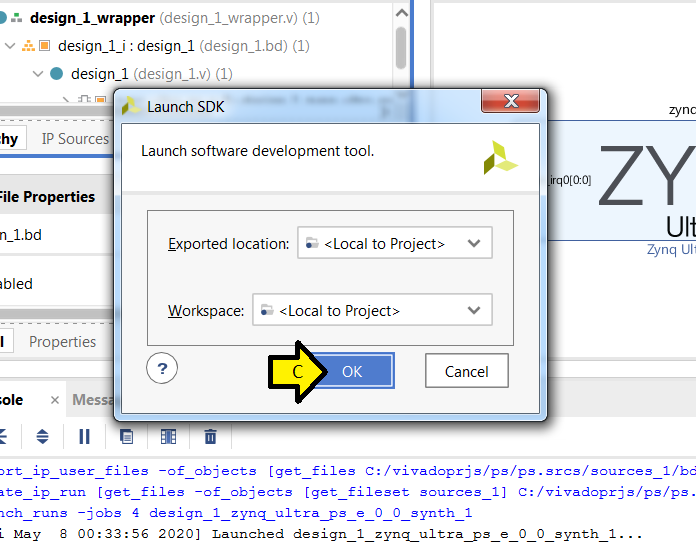 design_1_wrapper (design_1_wrapper.v) (1)
design_1_i : design_1 (design_1.bd) (1)
design_1 (design_1.v) (1)
hy IP Sources
File Properties
n_1.bd
abled
l Properties
Launch SDK
Launch software development tool.
Exported location: <Local to Project>
Workspace: <Local to Project>
? C OK Cancel
zynq
_irq0[0:0]
ZY
Ultr
Zynq Ult
sole × Messa
ort_ip_user_files -of_objects [get_files C:/vivadoprjs/ps/ps.srcs/sources_1/bd
ate_ip_run [get_files -of_objects [get_fileset sources_1] C:/vivadoprjs/ps/ps.
nch_runs -jobs 4 design_1_zynq_ultra_ps_e_0_0_synth_1
i May  8 00:33:56 2020] Launched design_1_zynq_ultra_ps_e_0_0_synth_1...